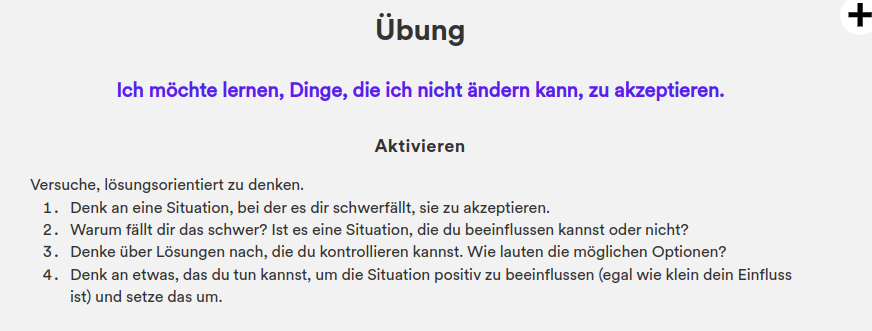 Übung
Ich möchte lernen, Dinge, die ich nicht ändern kann, zu akzeptieren.
Aktivieren
Versuche, lösungsorientiert zu denken.
1. Denk an eine Situation, bei der es dir schwerfällt, sie zu akzeptieren.
2. Warum fällt dir das schwer? Ist es eine Situation, die du beeinflussen kannst oder nicht?
3. Denke über Lösungen nach, die du kontrollieren kannst. Wie lauten die möglichen Optionen?
4. Denk an etwas, das du tun kannst, um die Situation positiv zu beeinflussen (egal wie klein dein Einfluss
ist) und setze das um.